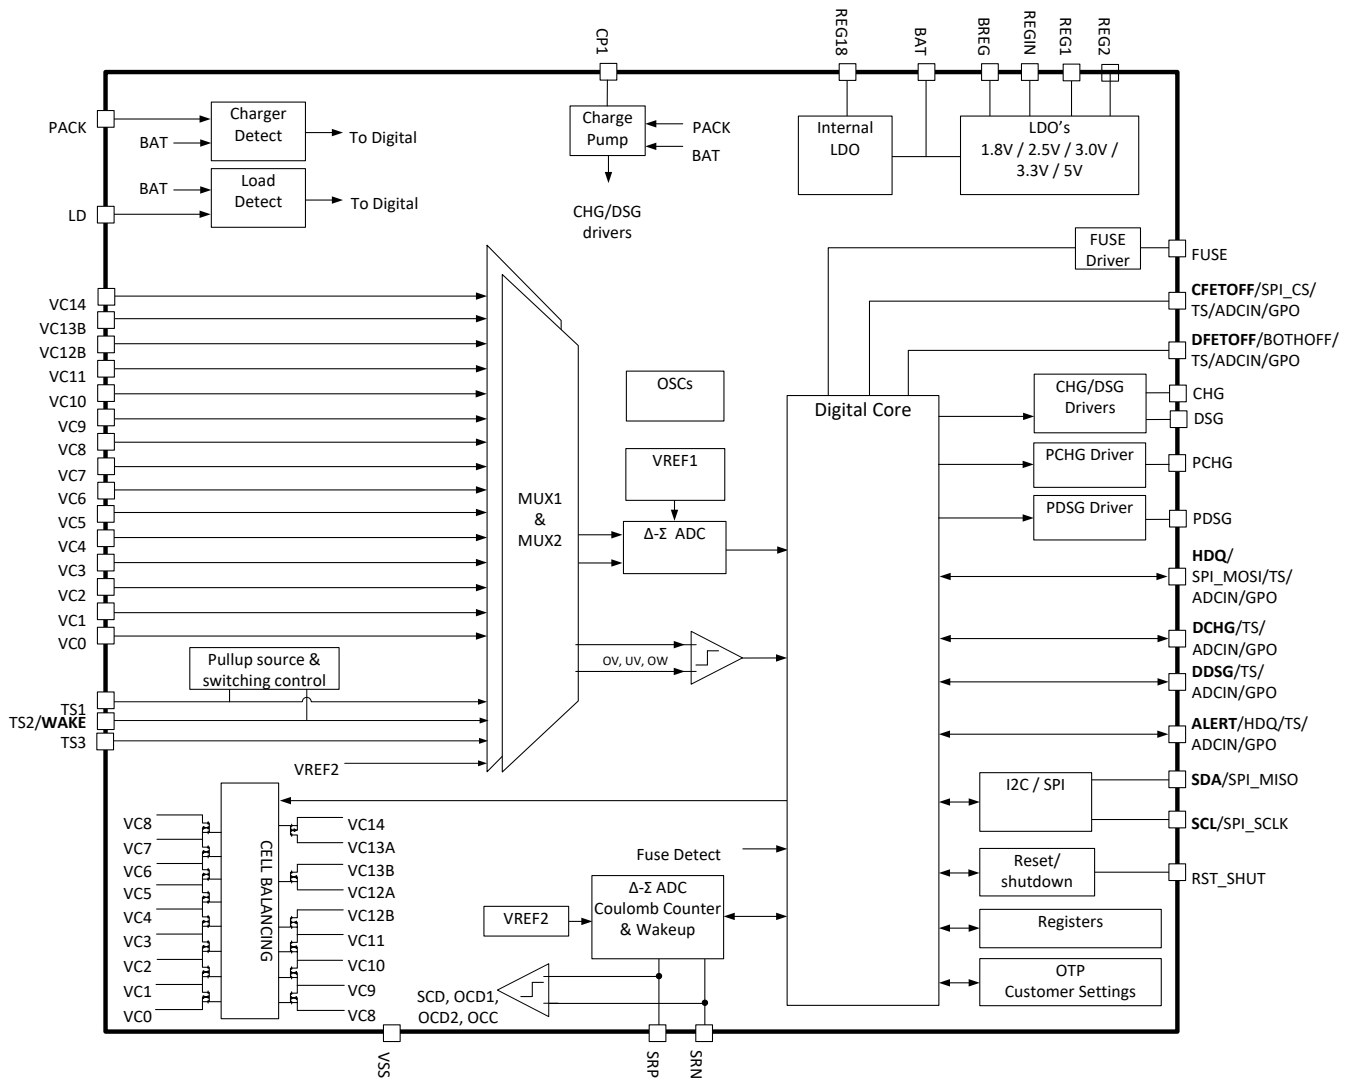 CP1
REG18
BAT
BREG
REGIN
REG1
REG2
PACK
BAT
Charger
Detect
To Digital
BAT
LD
Load
Detect
To Digital
Charge
Pump
PACK
BAT
CHG/DSG
drivers
Internal
LDO
LDO's
1.8V / 2.5V / 3.0V /
3.3V / 5V
FUSE
Driver
FUSE
CFETOFF/SPI_CS/
TS/ADCIN/GPO
DFETOFF/BOTHOFF/
TS/ADCIN/GPO
VC14
VC13B
VC12B
VC11
VC10
VC9
VC8
VC7
VC6
VC5
VC4
VC3
VC2
VC1
VC0
Pullup source &
switching control
TS1
TS2/WAKE
TS3
VREF2
MUX1
&
MUX2
OSCs
VREF1
Δ-Σ ADC
OV, UV, OW
Digital Core
CHG/DSG
Drivers
CHG
DSG
PCHG Driver
PCHG
PDSG Driver
PDSG
HDQ/
SPI_MOSI/TS/
ADCIN/GPO
DCHG/TS/
ADCIN/GPO
DDSG/TS/
ADCIN/GPO
ALERT/HDQ/TS/
ADCIN/GPO
I2C / SPI
SDA/SPI_MISO
SCL/SPI_SCLK
Reset/
shutdown
RST_SHUT
Registers
OTP
Customer Settings
VC8
VC7
VC6
VC5
VC4
VC3
VC2
VC1
VC0
CELL BALANCING
VC14
VC13A
VC13B
VC12A
VC12B
VC11
VC10
VC9
VC8
Fuse Detect
VREF2
Δ-Σ ADC
Coulomb Counter
& Wakeup
SCD, OCD1,
OCD2, OCC
VSS
SRP
SRN